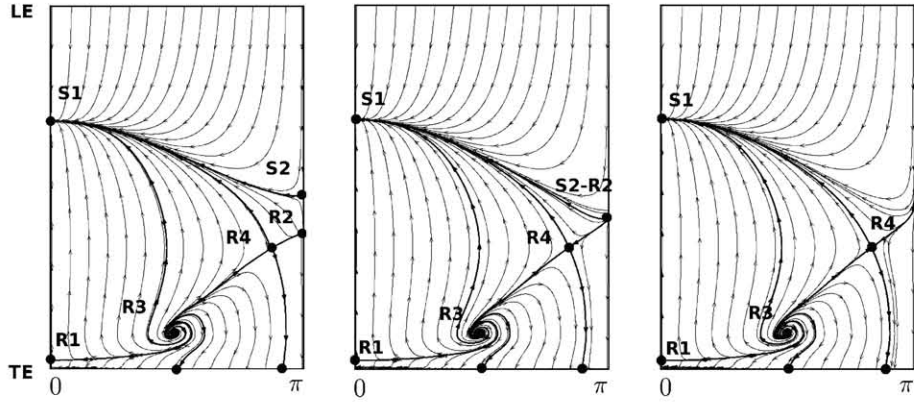 LE
S1
S2
R2
R4
R3
R1
TE
0
π
S1
S2-R2
R4
R3
R1
0
π
S1
R4
R3
R1
0
π